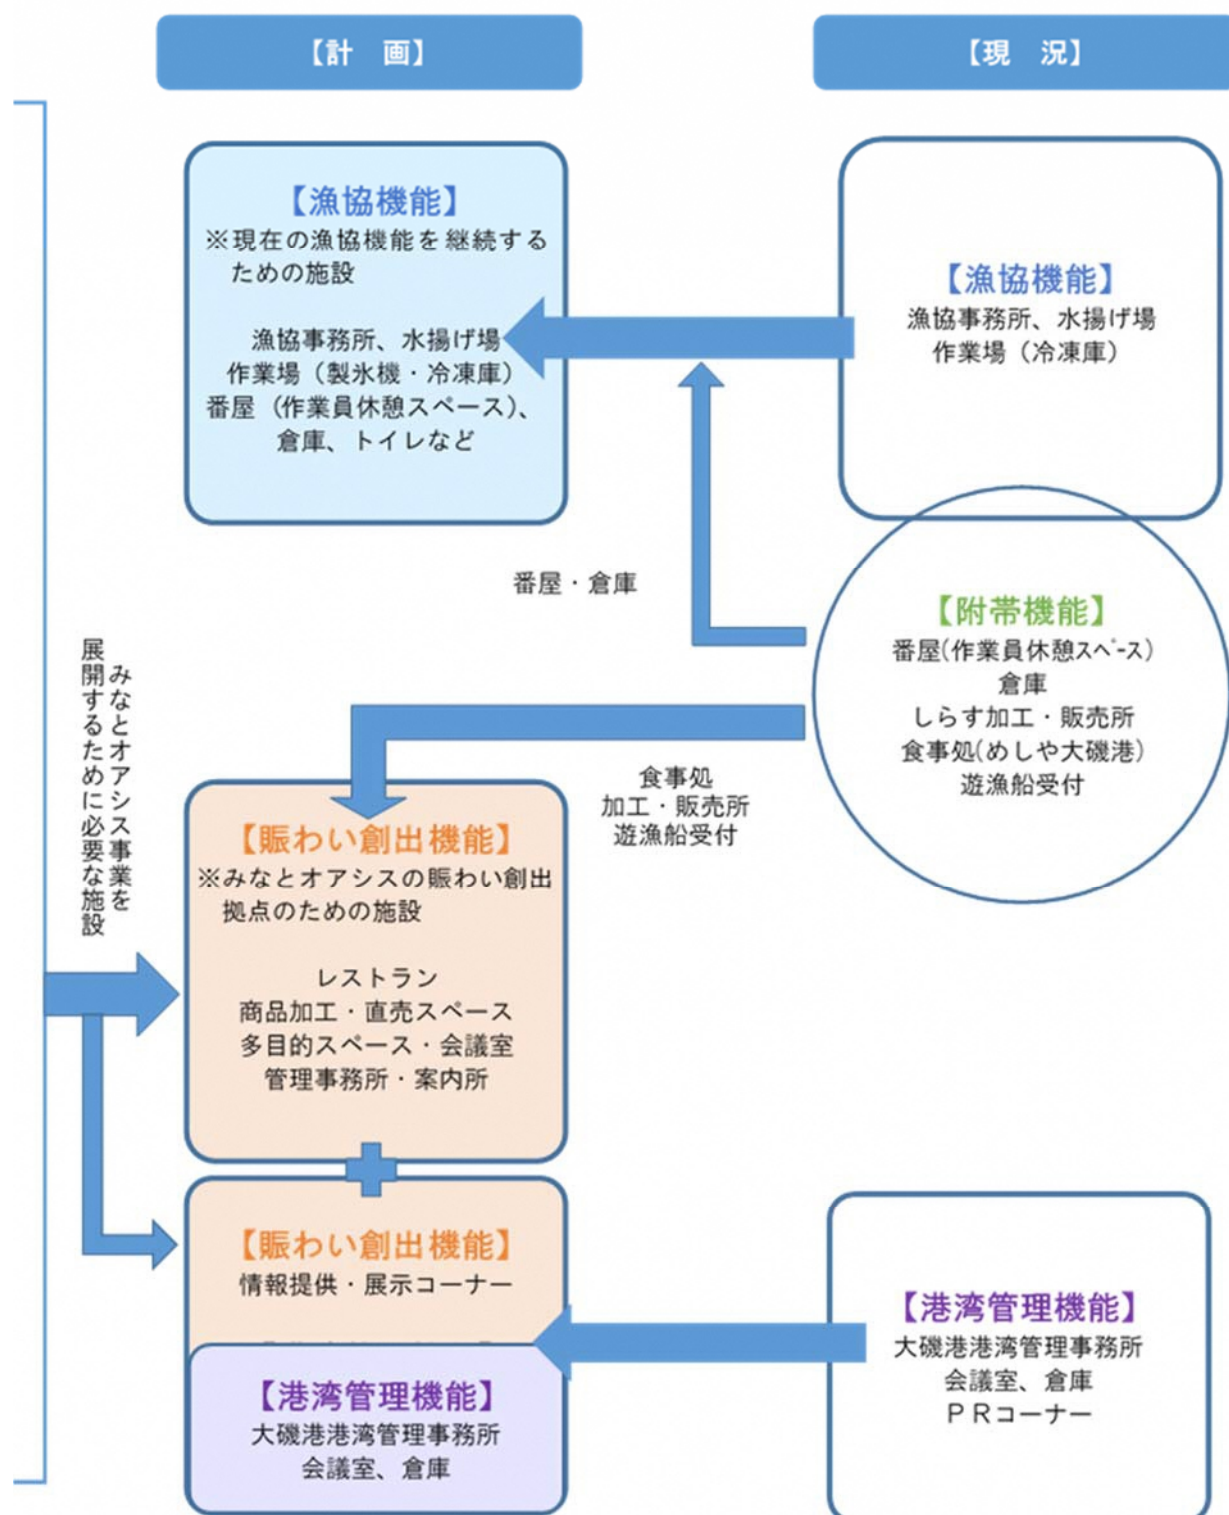 【計　画】
【現　況】
【漁協機能】
※現在の漁協機能を継続する
ための施設
漁協事務所、水揚げ場
作業場（製氷機・冷凍庫）
番屋（作業員休憩スペース）、
倉庫、トイレなど
【漁協機能】
漁協事務所、水揚げ場
作業場（冷凍庫）
番屋・倉庫
【附帯機能】
番屋(作業員休憩ｽﾍﾟｰｽ)
倉庫
しらす加工・販売所
食事処(めしや大磯港)
遊漁船受付
食事処
加工・販売所
遊漁船受付
みなとオアシス事業を
展開するために必要な施設
【賑わい創出機能】
※みなとオアシスの賑わい創出
拠点のための施設
レストラン
商品加工・直売スペース
多目的スペース・会議室
管理事務所・案内所
【賑わい創出機能】
情報提供・展示コーナー
【港湾管理機能】
大磯港港湾管理事務所
会議室、倉庫
【港湾管理機能】
大磯港港湾管理事務所
会議室、倉庫
ＰＲコーナー